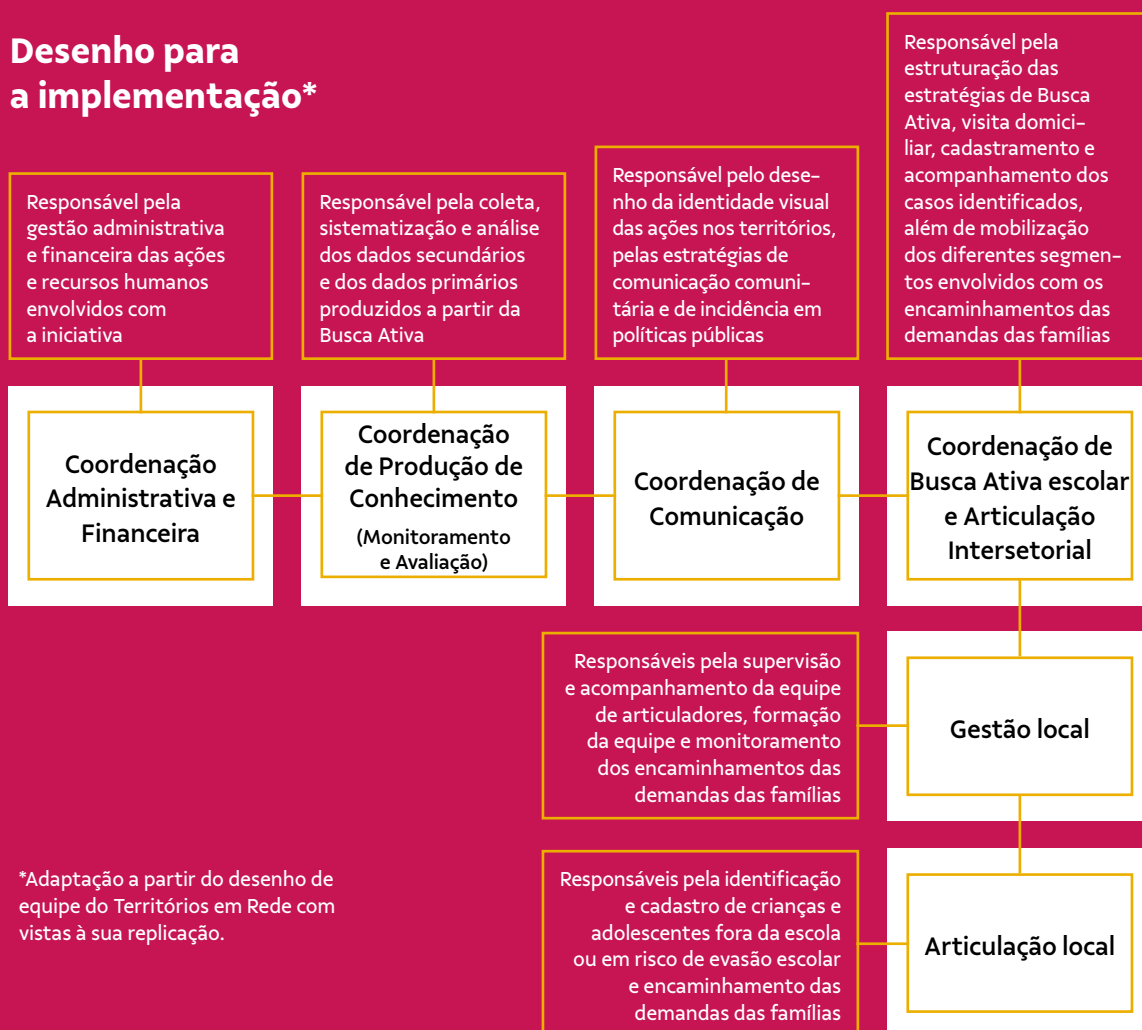 Desenho para
a implementação*
Responsável pela
gestão administrativa
e financeira das ações
e recursos humanos
envolvidos com
a iniciativa
Responsável pela coleta,
sistematização e análise
dos dados secundários
e dos dados primários
produzidos a partir da
Busca Ativa
Responsável pelo dese-
nho da identidade visual
das ações nos territórios,
pelas estratégias de
comunicação comuni-
tária e de incidência em
políticas públicas
Responsável pela
estruturação das
estratégias de Busca
Ativa, visita domici-
liar, cadastramento e
acompanhamento dos
casos identificados,
além de mobilização
dos diferentes segmen-
tos envolvidos com os
encaminhamentos das
demandas das famílias
Coordenação
Administrativa e
Financeira
Coordenação
de Produção de
Conhecimento
(Monitoramento
e Avaliação)
Coordenação de
Comunicação
Coordenação de
Busca Ativa escolar
e Articulação
Intersetorial
Responsáveis pela supervisão
e acompanhamento da equipe
de articuladores, formação
da equipe e monitoramento
dos encaminhamentos das
demandas das famílias
Gestão local
Responsáveis pela identificação
e cadastro de crianças e
adolescentes fora da escola
ou em risco de evasão escolar
e encaminhamento das
demandas das famílias
Articulação local
*Adaptação a partir do desenho de
equipe do Territórios em Rede com
vistas à sua replicação.